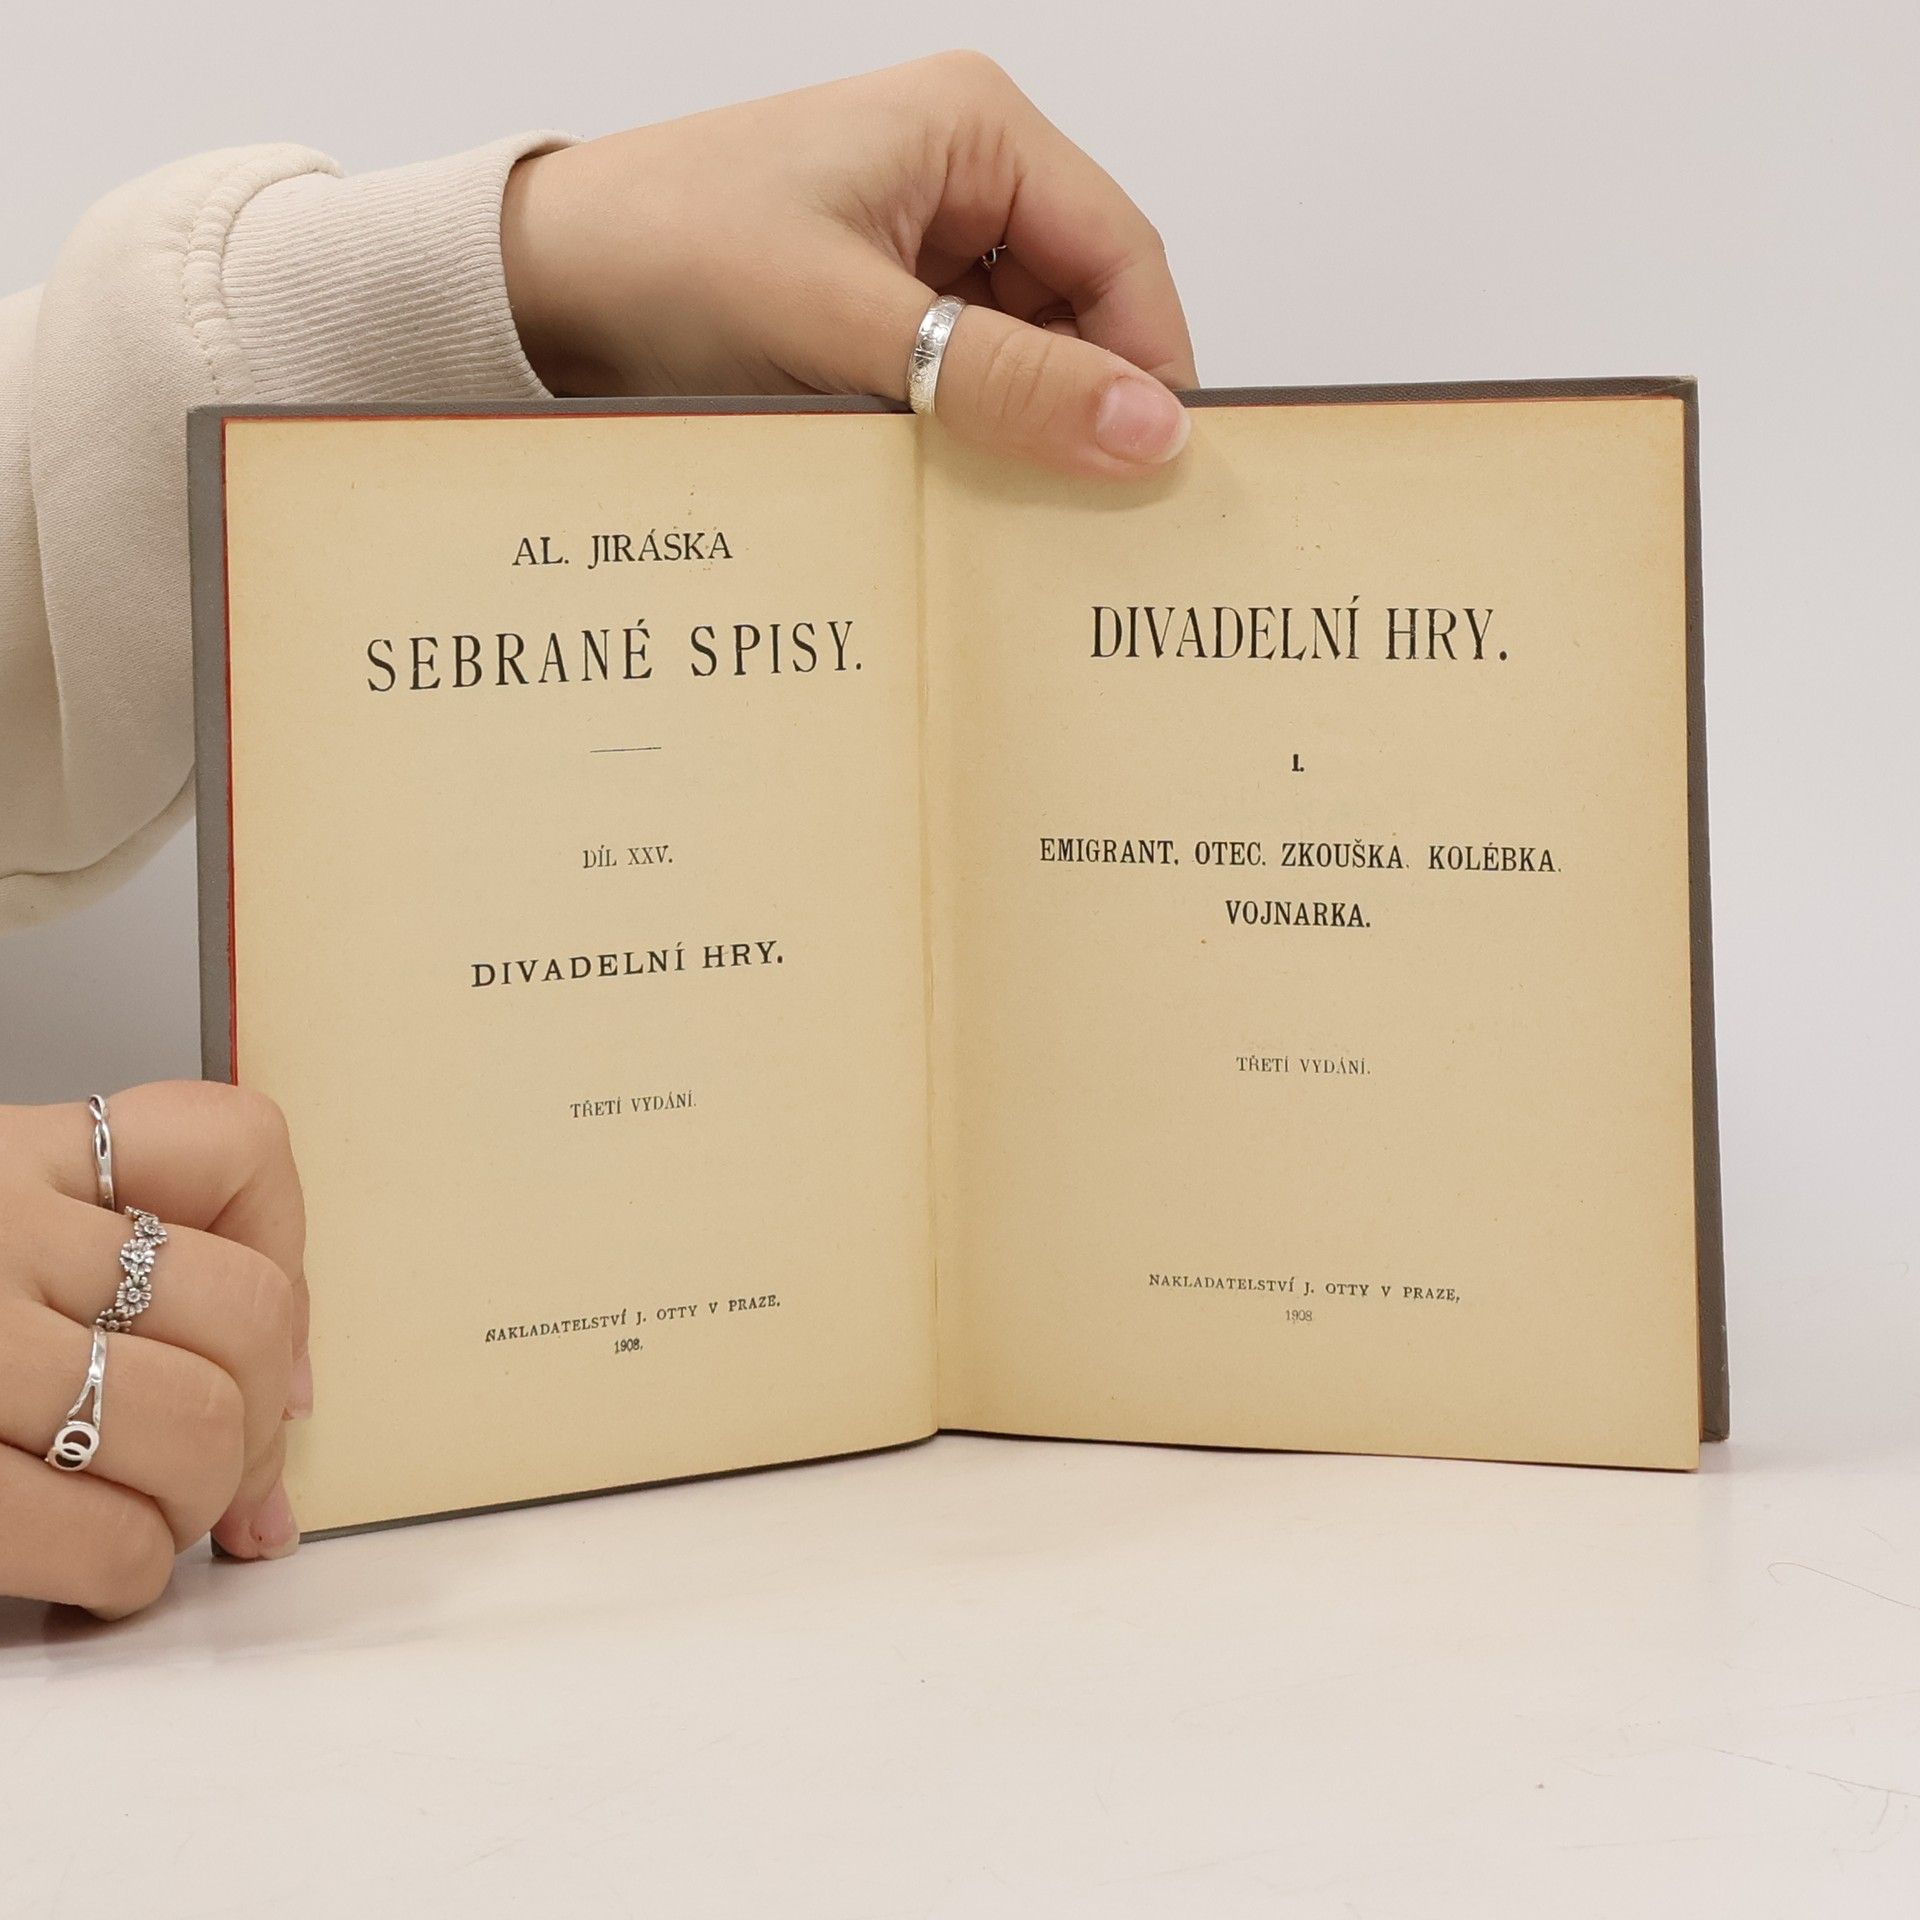 AL. JIRÁSKA
SEBRANÉ SPISY.
DÍL XXV.
DIVADELNÍ HRY.
TŘETÍ VYDÁNÍ.
NAKLADATELSTVÍ J. OTTY V PRAZE,
1908.
DIVADELNÍ HRY.
I.
EMIGRANT. OTEC. ZKOUŠKA. KOLÉBKA.
VOJNARKA.
TŘETÍ VYDÁNÍ.
NAKLADATELSTVÍ J. OTTY V PRAZE,
1908